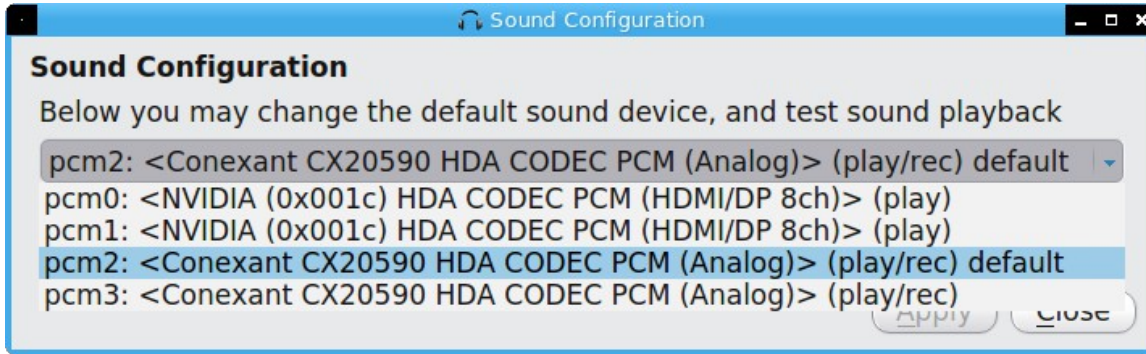 Sound Configuration
Sound Configuration
Below you may change the default sound device, and test sound playback
pcm2: <Conexant CX20590 HDA CODEC PCM (Analog)> (play/rec) default
pcm0: <NVIDIA (0x001c) HDA CODEC PCM (HDMI/DP 8ch)> (play)
pcm1: <NVIDIA (0x001c) HDA CODEC PCM (HDMI/DP 8ch)> (play)
pcm2: <Conexant CX20590 HDA CODEC PCM (Analog)> (play/rec) default
pcm3: <Conexant CX20590 HDA CODEC PCM (Analog)> (play/rec)
Apply Close